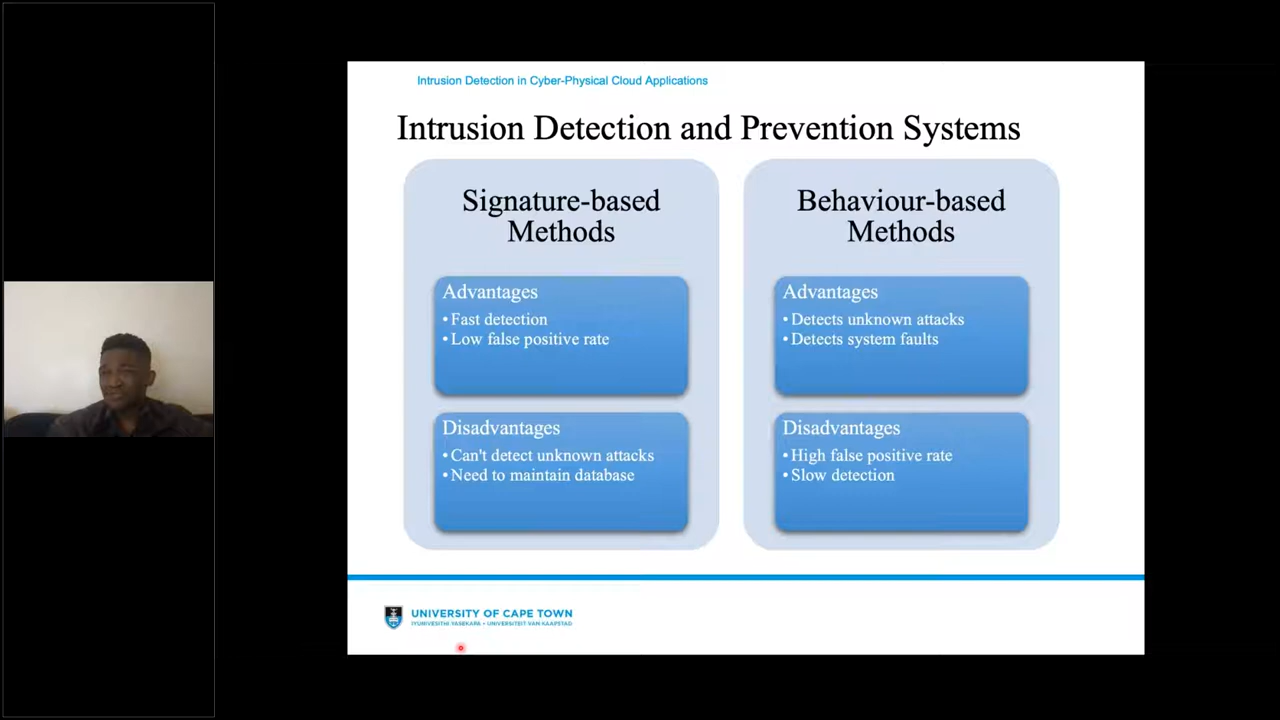 Intrusion Detection in Cyber-Physical Cloud Applications
Intrusion Detection and Prevention Systems
Signature-based
Methods
Advantages
•Fast detection
•Low false positive rate
Disadvantages
•Can't detect unknown attacks
•Need to maintain database
Behaviour-based
Methods
Advantages
•Detects unknown attacks
•Detects system faults
Disadvantages
•High false positive rate
•Slow detection
UNIVERSITY OF CAPE TOWN
IYUNIVESITHI YASEKAPA • UNIVERSITEIT VAN KAAPSTAD